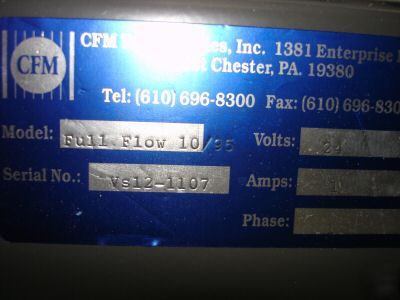 CFM Inc. 1381 Enterprise
CFM
Chester, PA. 19380
Tel: (610) 696-8300 Fax: (610) 696-830
Model: Full Flow 10/95 Volts: 24
Serial No.: Vs12-1107 Amps:
Phase: